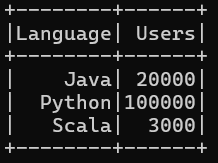 +--------+------+
|Language| Users|
+--------+------+
|    Java| 20000|
|  Python|100000|
|   Scala|  3000|
+--------+------+